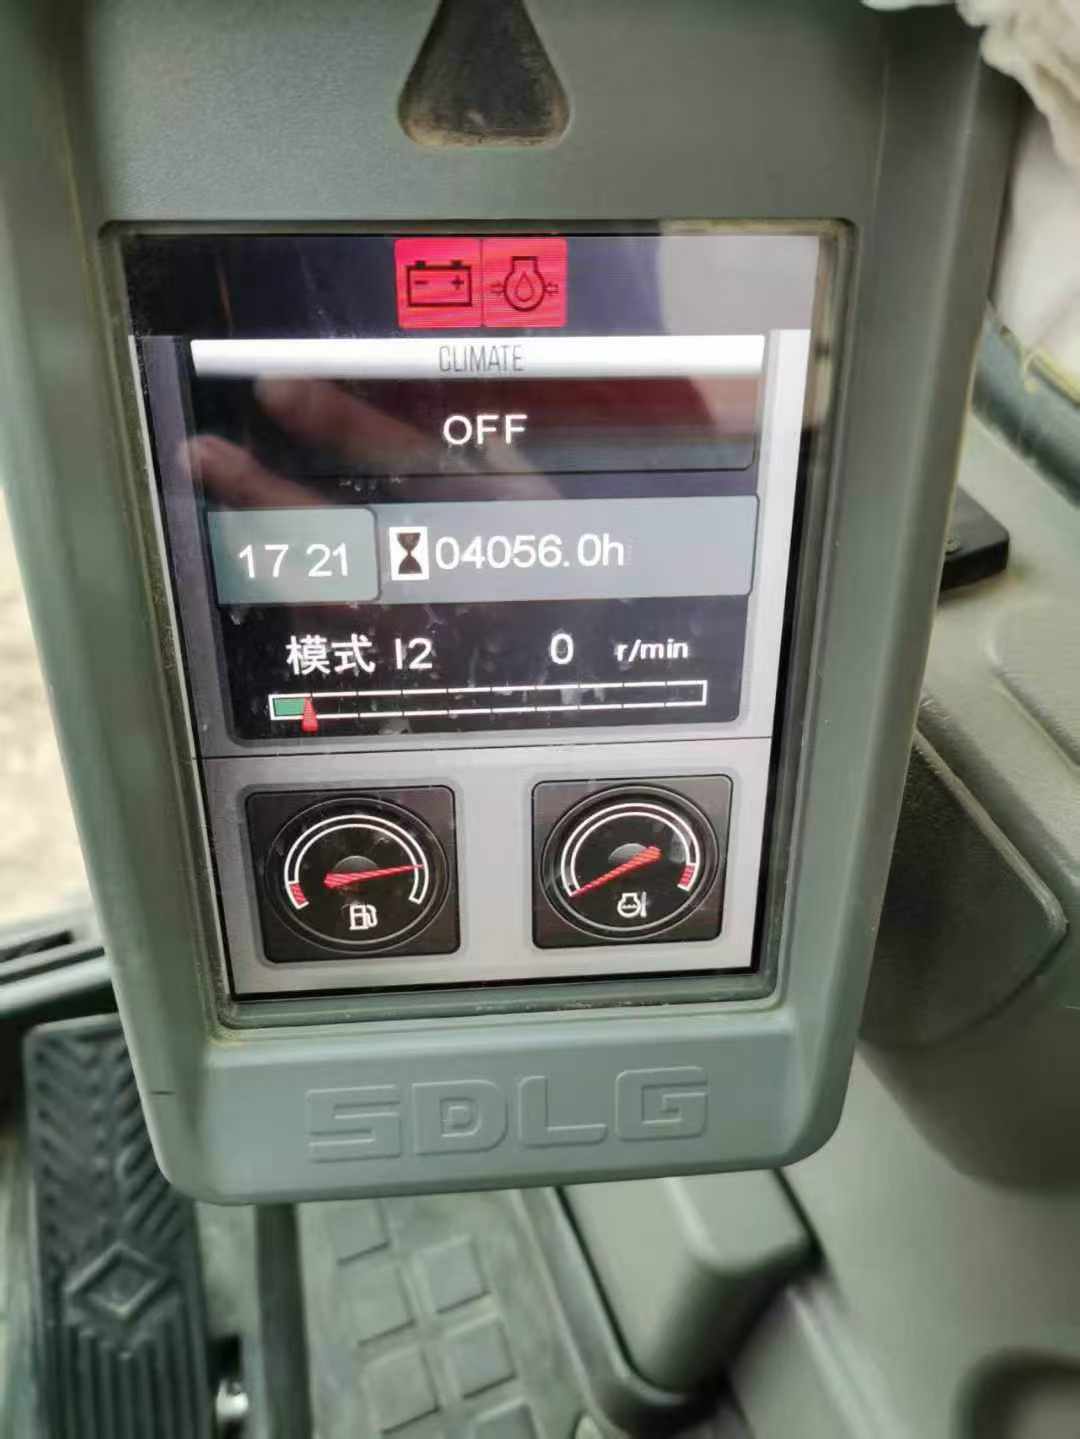 CLIMATE
OFF
17 21 04056.0h
模式 I2 0 r/min
SDLG